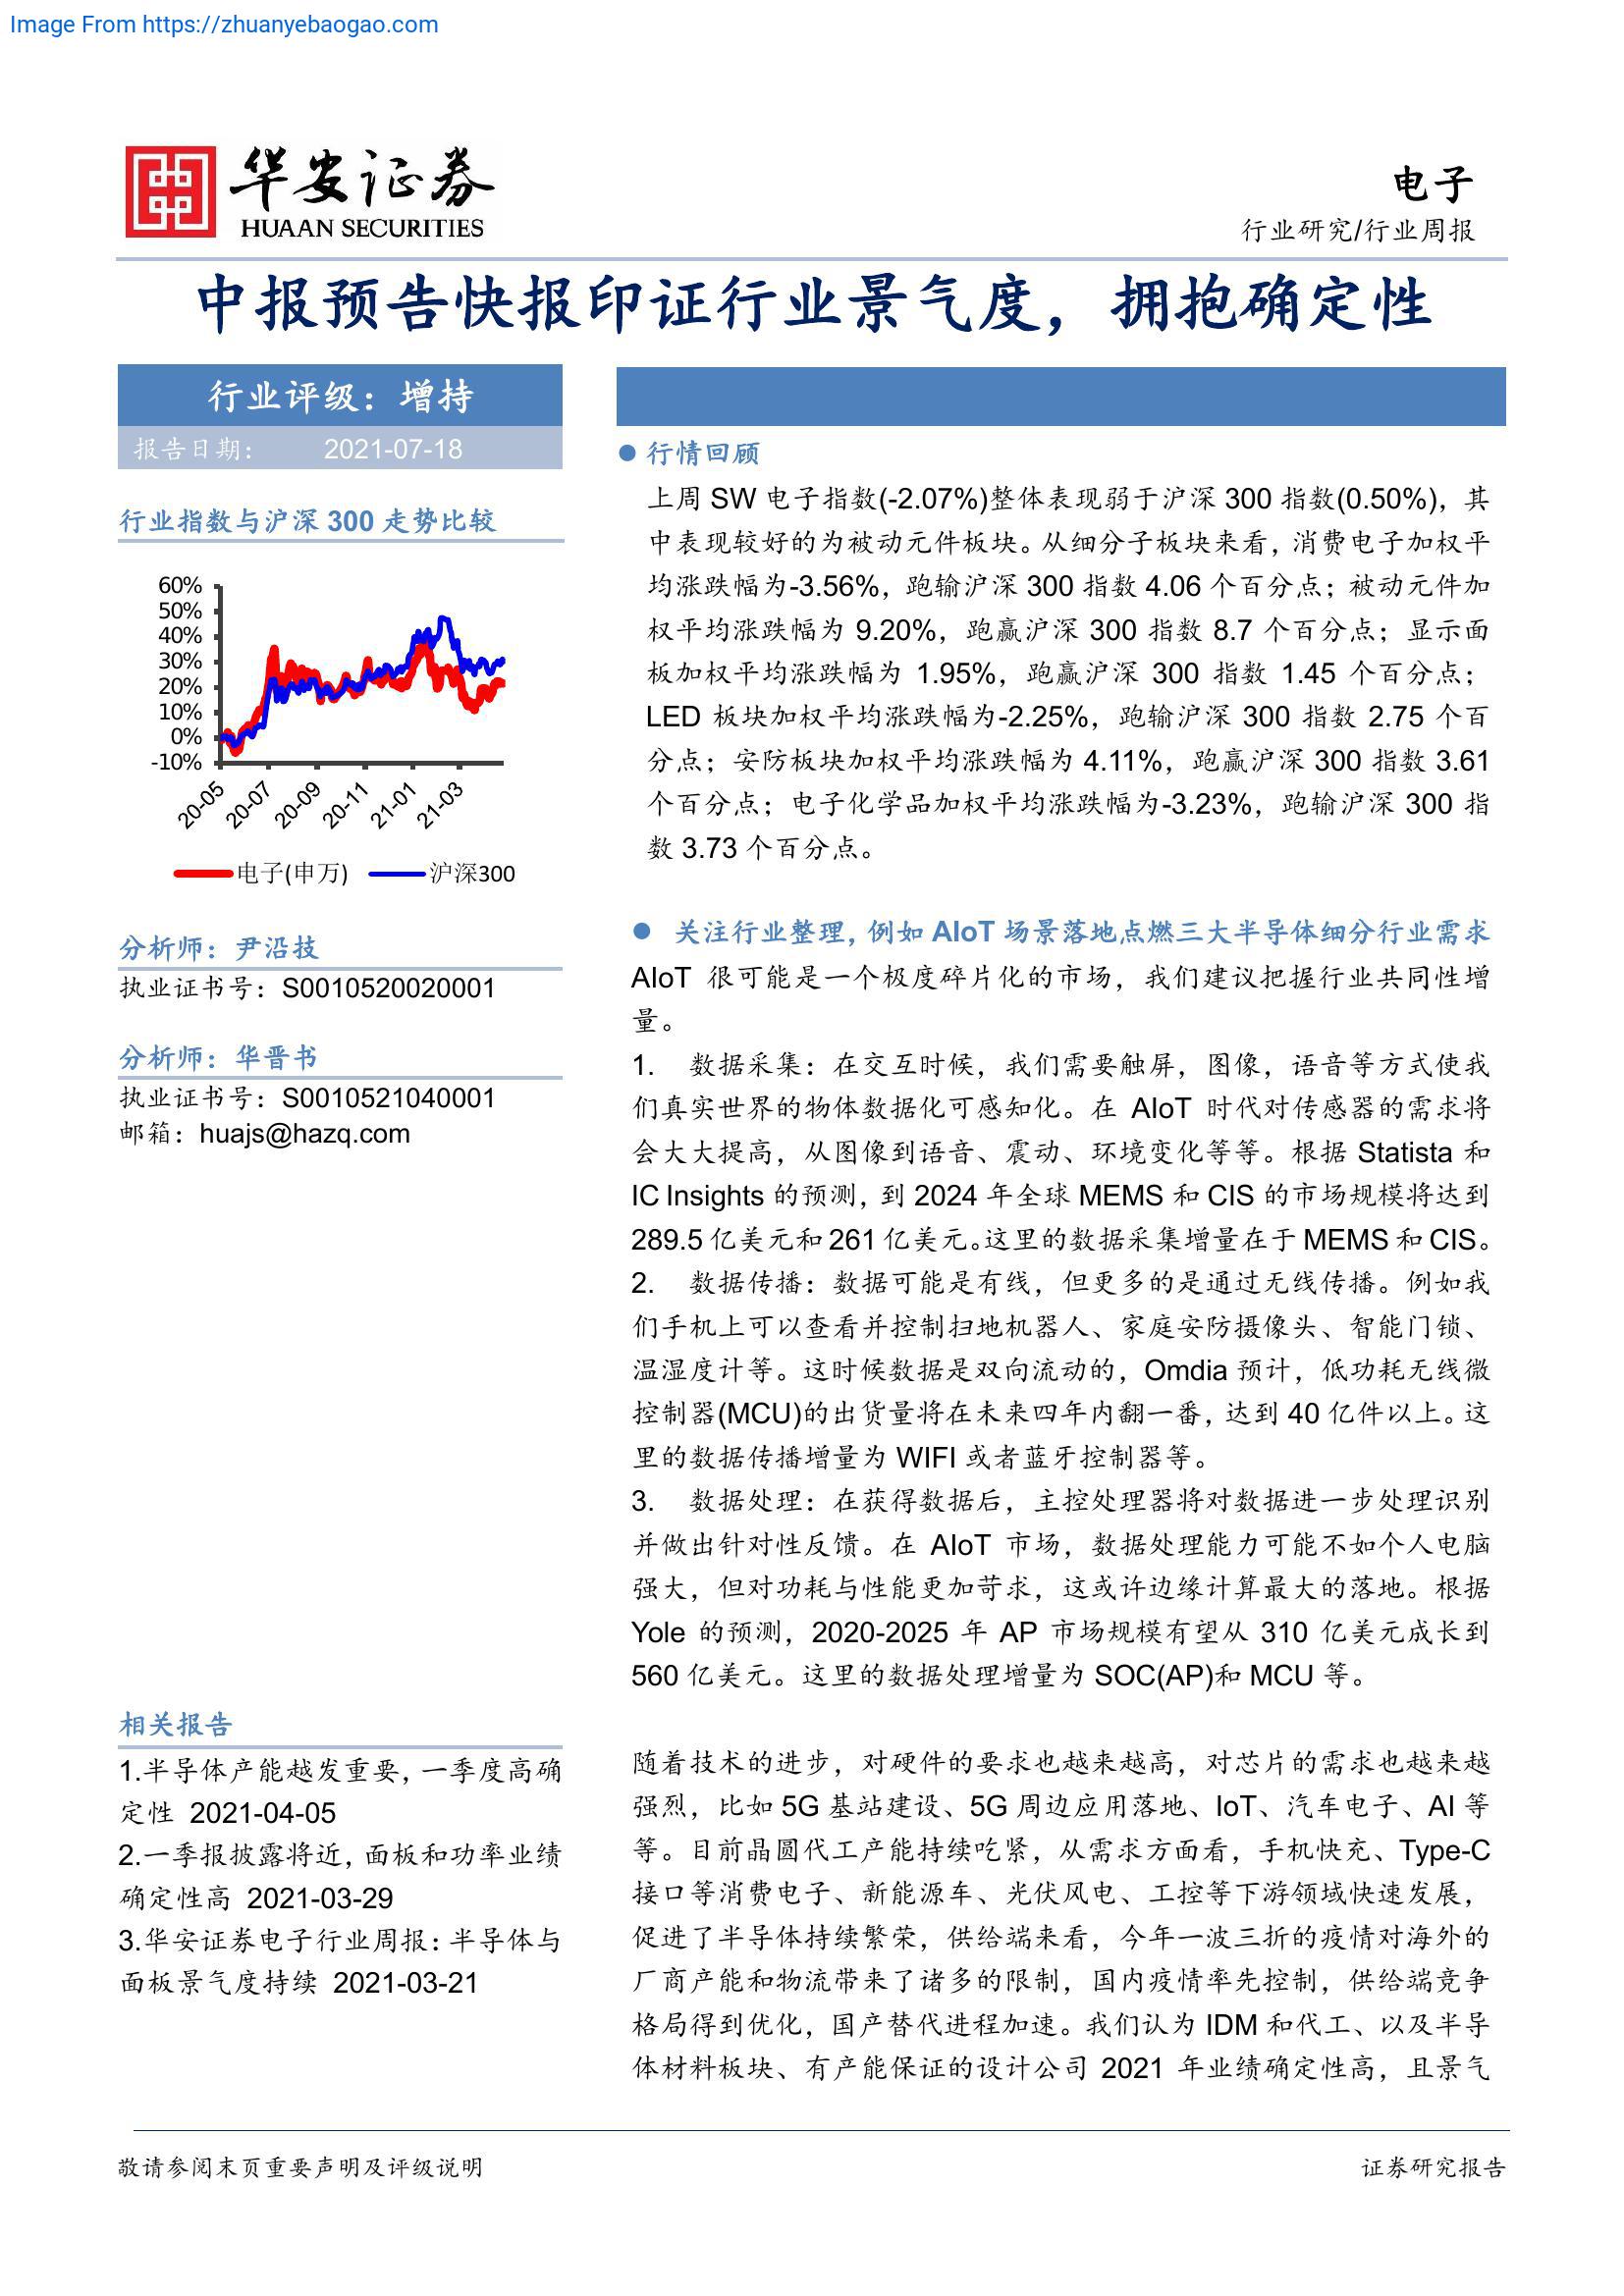 Image From https://zhuanyebaogao.com
华安证券
HUAAN SECURITIES
电子
行业研究/行业周报
中报预告快报印证行业景气度，拥抱确定性
行业评级：增持
报告日期： 2021-07-18
行业指数与沪深 300 走势比较
60%
50%
40%
30%
20%
10%
0%
-10%
20-05 20-07 20-09 20-11 21-01 21-03
电子(申万) 沪深300
分析师：尹沿技
执业证书号：S0010520020001
分析师：华晋书
执业证书号：S0010521040001
邮箱：huajs@hazq.com
相关报告
1.半导体产能越发重要，一季度高确
定性 2021-04-05
2.一季报披露将近，面板和功率业绩
确定性高 2021-03-29
3.华安证券电子行业周报：半导体与
面板景气度持续 2021-03-21
● 行情回顾
上周 SW 电子指数(-2.07%)整体表现弱于沪深 300 指数(0.50%)，其
中表现较好的为被动元件板块。从细分子板块来看，消费电子加权平
均涨跌幅为-3.56%，跑输沪深 300 指数 4.06 个百分点；被动元件加
权平均涨跌幅为 9.20%，跑赢沪深 300 指数 8.7 个百分点；显示面
板加权平均涨跌幅为 1.95%，跑赢沪深 300 指数 1.45 个百分点；
LED 板块加权平均涨跌幅为-2.25%，跑输沪深 300 指数 2.75 个百
分点；安防板块加权平均涨跌幅为 4.11%，跑赢沪深 300 指数 3.61
个百分点；电子化学品加权平均涨跌幅为-3.23%，跑输沪深 300 指
数 3.73 个百分点。
● 关注行业整理，例如 AIoT 场景落地点燃三大半导体细分行业需求
AIoT 很可能是一个极度碎片化的市场，我们建议把握行业共同性增
量。
1. 数据采集：在交互时候，我们需要触屏，图像，语音等方式使我
们真实世界的物体数据化可感知化。在 AIoT 时代对传感器的需求将
会大大提高，从图像到语音、震动、环境变化等等。根据 Statista 和
IC Insights 的预测，到 2024 年全球 MEMS 和 CIS 的市场规模将达到
289.5 亿美元和 261 亿美元。这里的数据采集增量在于 MEMS 和 CIS。
2. 数据传播：数据可能是有线，但更多的是通过无线传播。例如我
们手机上可以查看并控制扫地机器人、家庭安防摄像头、智能门锁、
温湿度计等。这时候数据是双向流动的，Omdia 预计，低功耗无线微
控制器(MCU)的出货量将在未来四年内翻一番，达到 40 亿件以上。这
里的数据传播增量为 WIFI 或者蓝牙控制器等。
3. 数据处理：在获得数据后，主控处理器将对数据进一步处理识别
并做出针对性反馈。在 AIoT 市场，数据处理能力可能不如个人电脑
强大，但对功耗与性能更加苛求，这或许边缘计算最大的落地。根据
Yole 的预测，2020-2025 年 AP 市场规模有望从 310 亿美元成长到
560 亿美元。这里的数据处理增量为 SOC(AP)和 MCU 等。
随着技术的进步，对硬件的要求也越来越高，对芯片的需求也越来越
强烈，比如 5G 基站建设、5G 周边应用落地、IoT、汽车电子、AI 等
等。目前晶圆代工产能持续吃紧，从需求方面看，手机快充、Type-C
接口等消费电子、新能源车、光伏风电、工控等下游领域快速发展，
促进了半导体持续繁荣，供给端来看，今年一波三折的疫情对海外的
厂商产能和物流带来了诸多的限制，国内疫情率先控制，供给端竞争
格局得到优化，国产替代进程加速。我们认为 IDM 和代工、以及半导
体材料板块、有产能保证的设计公司 2021 年业绩确定性高，且景气
敬请参阅末页重要声明及评级说明
证券研究报告